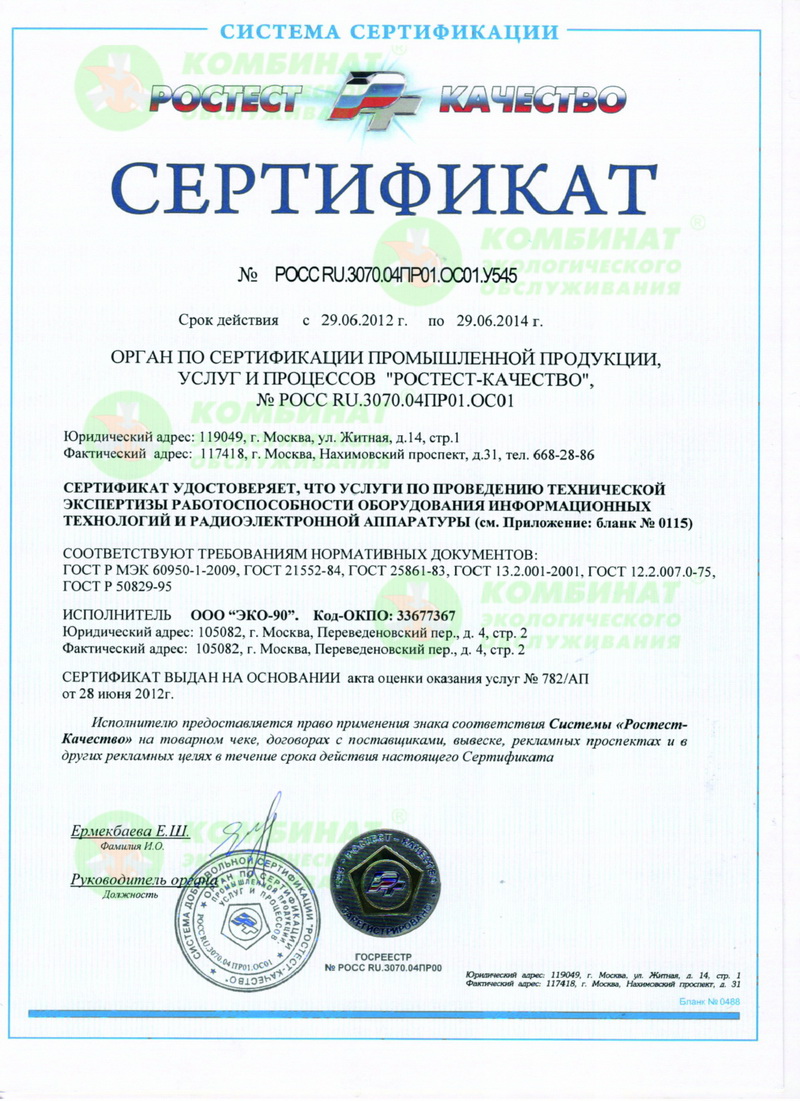 СИСТЕМА СЕРТИФИКАЦИИ
РОСТЕСТ КАЧЕСТВО
СЕРТИФИКАТ
№ РОСС RU.3070.04ПР01.ОС01.У545
Срок действия с 29.06.2012 г. по 29.06.2014 г.
ОРГАН ПО СЕРТИФИКАЦИИ ПРОМЫШЛЕННОЙ ПРОДУКЦИИ,
УСЛУГ И ПРОЦЕССОВ "РОСТЕСТ-КАЧЕСТВО",
№ РОСС RU.3070.04ПР01.ОС01
Юридический адрес: 119049, г. Москва, ул. Житная, д.14, стр.1
Фактический адрес: 117418, г. Москва, Нахимовский проспект, д.31, тел. 668-28-86
СЕРТИФИКАТ УДОСТОВЕРЯЕТ, ЧТО УСЛУГИ ПО ПРОВЕДЕНИЮ ТЕХНИЧЕСКОЙ
ЭКСПЕРТИЗЫ РАБОТОСПОСОБНОСТИ ОБОРУДОВАНИЯ ИНФОРМАЦИОННЫХ
ТЕХНОЛОГИЙ И РАДИОЭЛЕКТРОННОЙ АППАРАТУРЫ (см. Приложение: бланк № 0115)
СООТВЕТСТВУЮТ ТРЕБОВАНИЯМ НОРМАТИВНЫХ ДОКУМЕНТОВ:
ГОСТ Р МЭК 60950-1-2009, ГОСТ 21552-84, ГОСТ 25861-83, ГОСТ 13.2.001-2001, ГОСТ 12.2.007.0-75,
ГОСТ Р 50829-95
ИСПОЛНИТЕЛЬ ООО “ЭКО-90”. Код-ОКПО: 33677367
Юридический адрес: 105082, г. Москва, Переведеновский пер., д. 4, стр. 2
Фактический адрес: 105082, г. Москва, Переведеновский пер., д. 4, стр. 2
СЕРТИФИКАТ ВЫДАН НА ОСНОВАНИИ акта оценки оказания услуг № 782/АП
от 28 июня 2012г.
Исполнителю предоставляется право применения знака соответствия Системы «Ростест-
Качество» на товарном чеке, договорах с поставщиками, вывеске, рекламных проспектах и в
других рекламных целях в течение срока действия настоящего Сертификата
Ермекбаева Е.Ш.
Фамилия И.О.
Руководитель органа
Должность
СИСТЕМА ДОБРОВОЛЬНОЙ СЕРТИФИКАЦИИ "РОСТЕСТ-КАЧЕСТВО"
ОРГАН ПО СЕРТИФИКАЦИИ
ПРОМЫШЛЕННОЙ ПРОДУКЦИИ,
УСЛУГ И ПРОЦЕССОВ
РОСС RU.3070.04ПР01.ОС01
ГОСРЕЕСТР
№ РОСС RU.3070.04ПР00
Юридический адрес: 119049, г. Москва, ул. Житная, д. 14, стр. 1
Фактический адрес: 117418, г. Москва, Нахимовский проспект, д. 31
Бланк № 0486
КОМБИНАТ
ЭКОЛОГИЧЕСКОГО
ОБСЛУЖИВАНИЯ